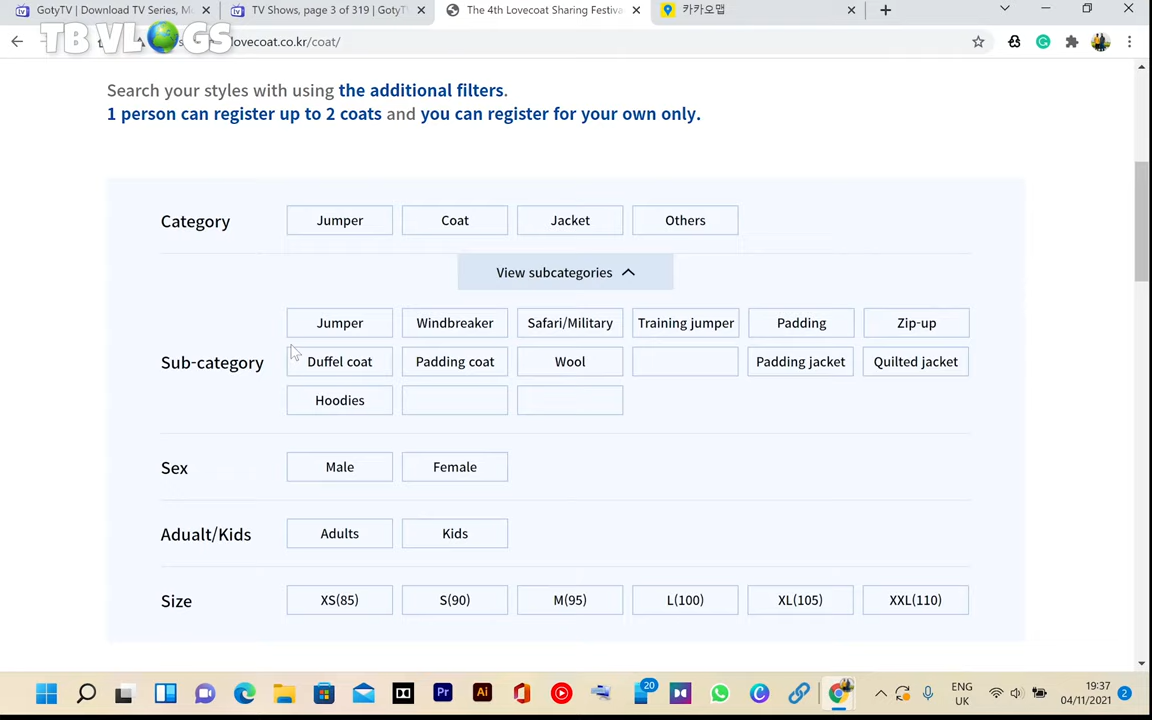 GotyTV | Download TV Series, Mo
TV Shows, page 3 of 319 | GotyT
The 4th Lovecoat Sharing Festiva
카카오맵
TB VLOGS
lovecoat.co.kr/coat/
Search your styles with using the additional filters.
1 person can register up to 2 coats and you can register for your own only.
Category
Jumper
Coat
Jacket
Others
View subcategories
Sub-category
Jumper
Windbreaker
Safari/Military
Training jumper
Padding
Zip-up
Duffel coat
Padding coat
Wool
Padding jacket
Quilted jacket
Hoodies
Sex
Male
Female
Adualt/Kids
Adults
Kids
Size
XS(85)
S(90)
M(95)
L(100)
XL(105)
XXL(110)
Pr
Ai
20
ENG
UK
19:37
04/11/2021
2